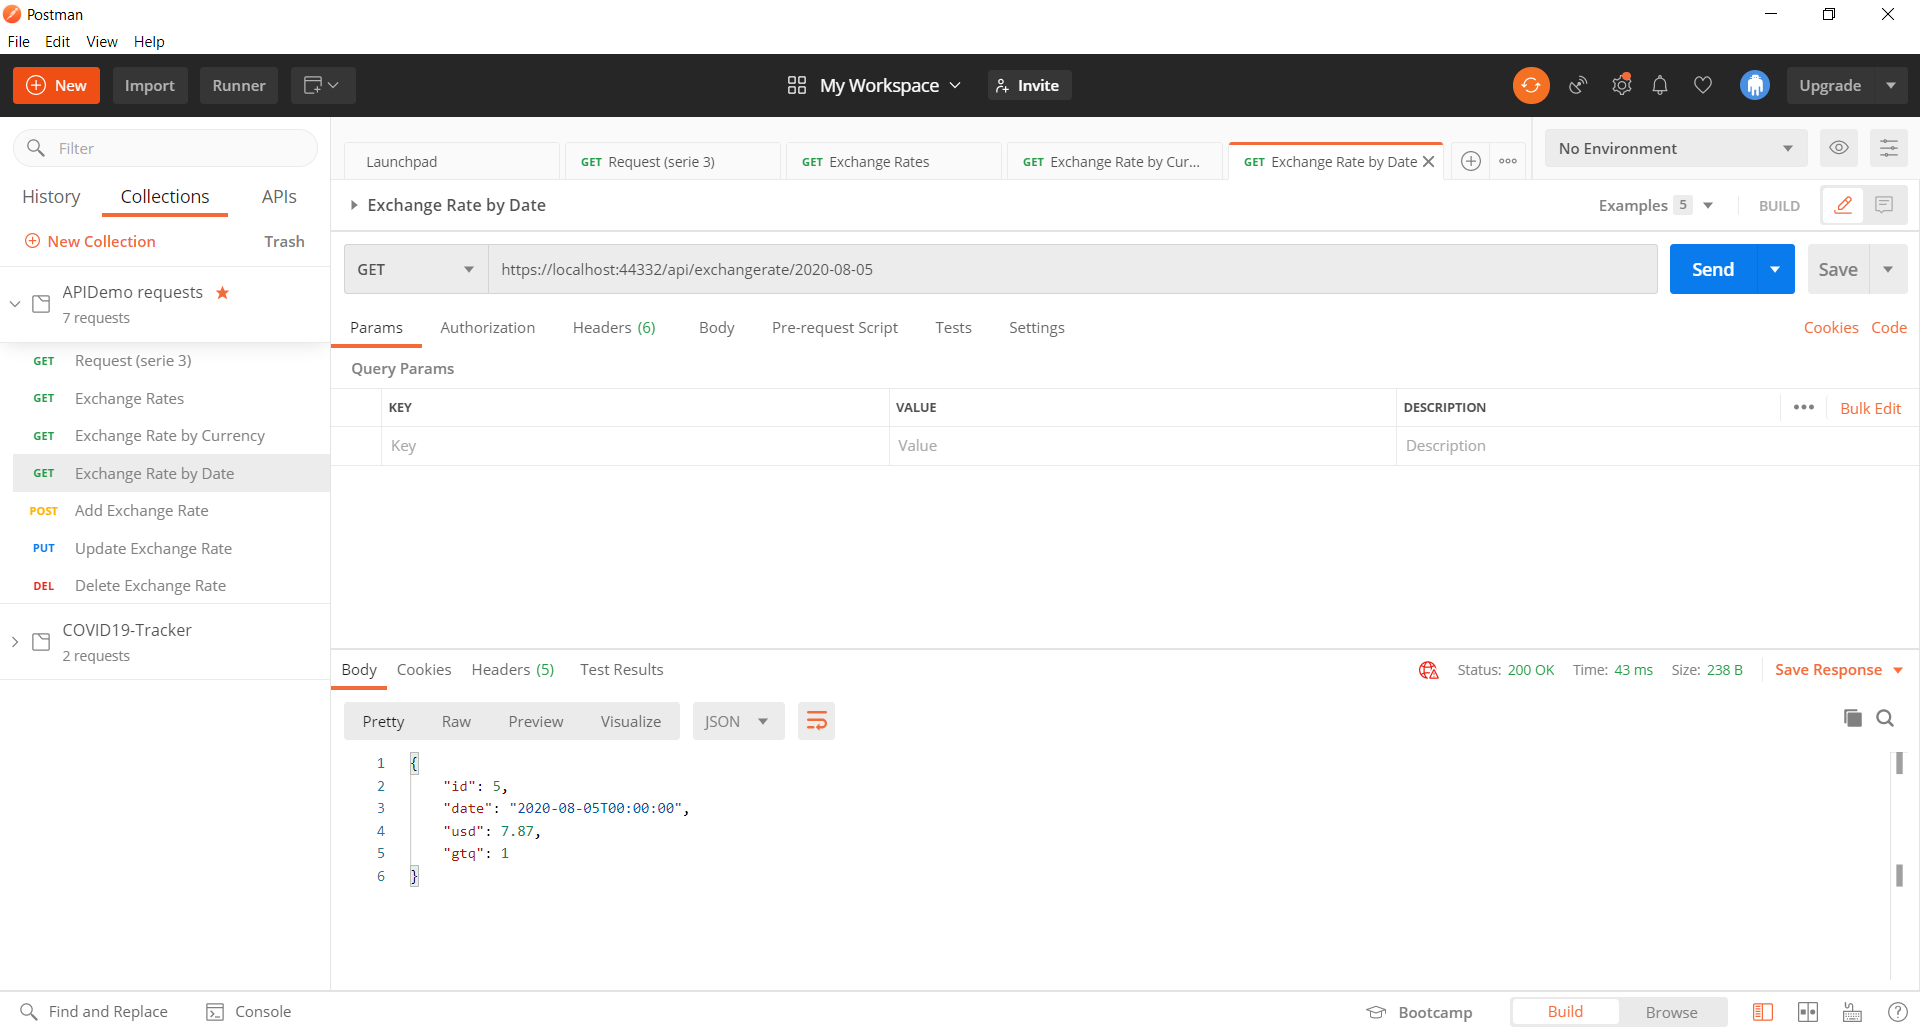 Postman
File Edit View Help
New Import Runner My Workspace Invite Upgrade
Filter
History Collections APIs
New Collection Trash
APIDemo requests
7 requests
GET Request (serie 3)
GET Exchange Rates
GET Exchange Rate by Currency
GET Exchange Rate by Date
POST Add Exchange Rate
PUT Update Exchange Rate
DEL Delete Exchange Rate
COVID19-Tracker
2 requests
Launchpad GET Request (serie 3) GET Exchange Rates GET Exchange Rate by Cur... GET Exchange Rate by Date No Environment
Exchange Rate by Date Examples 5 BUILD
GET https://localhost:44332/api/exchangerate/2020-08-05 Send Save
Params Authorization Headers (6) Body Pre-request Script Tests Settings Cookies Code
Query Params
KEY VALUE DESCRIPTION Bulk Edit
Key Value Description
Body Cookies Headers (5) Test Results Status: 200 OK Time: 43 ms Size: 238 B Save Response
Pretty Raw Preview Visualize JSON
1 {
2 "id": 5,
3 "date": "2020-08-05T00:00:00",
4 "usd": 7.87,
5 "gtq": 1
6 }
Find and Replace Console Bootcamp Build Browse